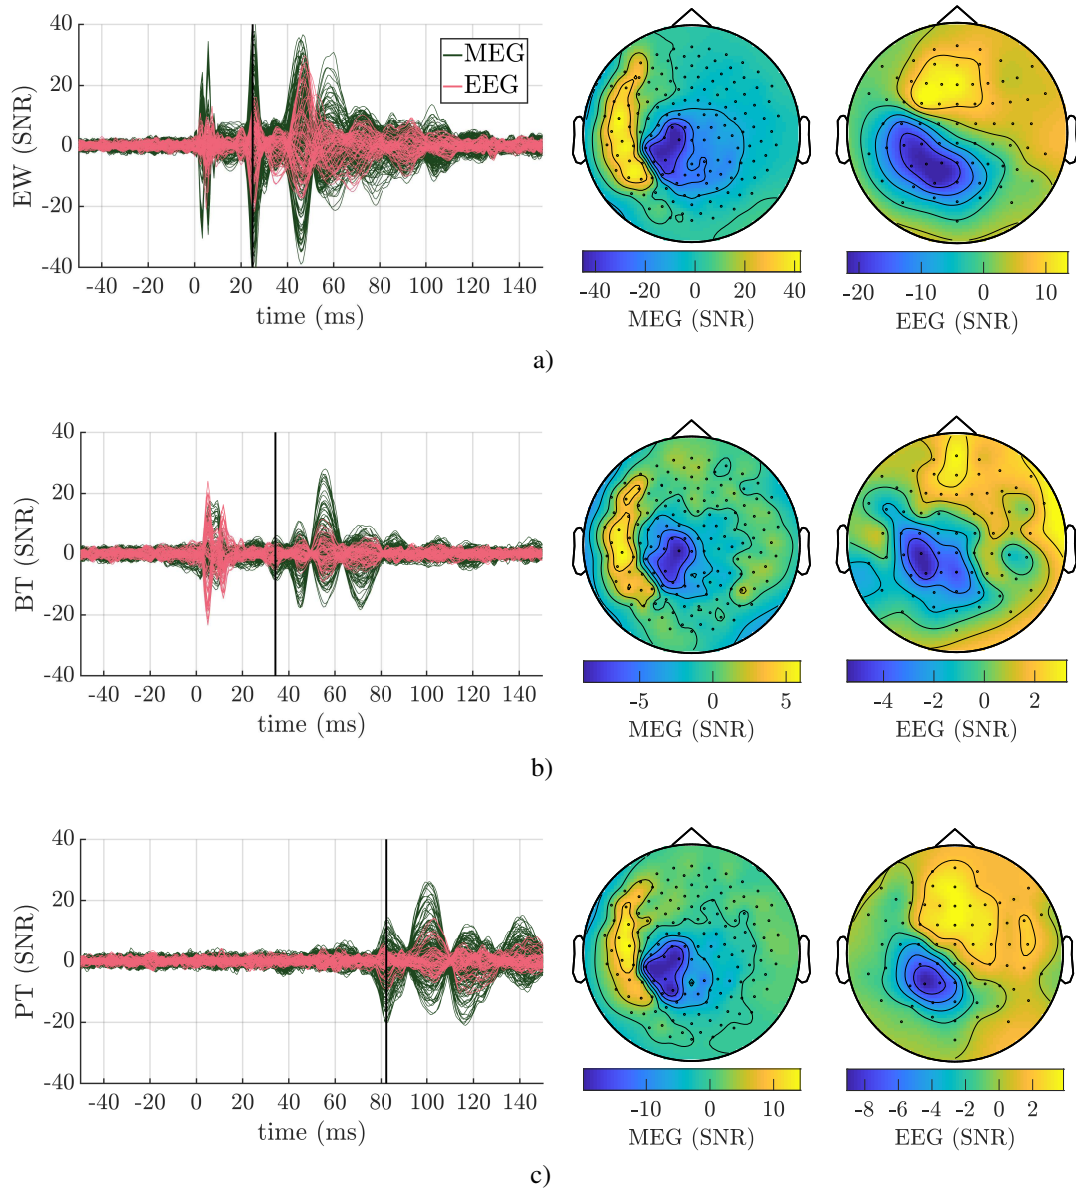 40
20
0
-20
-40
EW (SNR)
MEG
EEG
-40 -20 0 20 40 60 80 100 120 140
time (ms)
-40 -20 0 20 40
MEG (SNR)
-20 -10 0 10
EEG (SNR)
a)
40
20
0
-20
-40
BT (SNR)
-40 -20 0 20 40 60 80 100 120 140
time (ms)
-5 0 5
MEG (SNR)
-4 -2 0 2
EEG (SNR)
b)
40
20
0
-20
-40
PT (SNR)
-40 -20 0 20 40 60 80 100 120 140
time (ms)
-10 0 10
MEG (SNR)
-8 -6 -4 -2 0 2
EEG (SNR)
c)